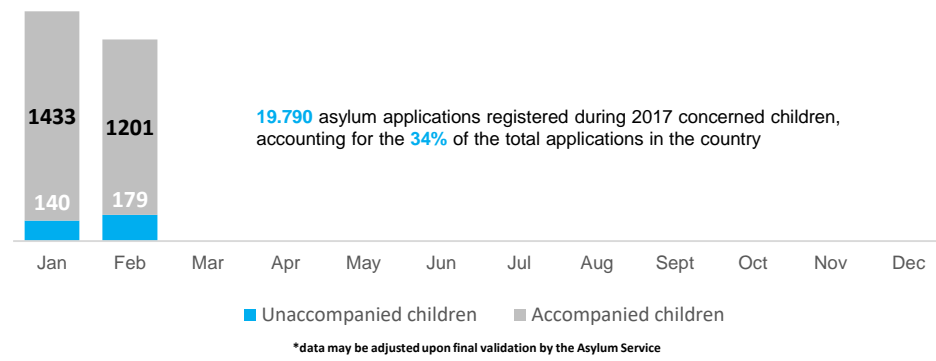 1433
1201
19.790 asylum applications registered during 2017 concerned children,
accounting for the 34% of the total applications in the country
140
179
Jan Feb Mar Apr May Jun Jul Aug Sept Oct Nov Dec
Unaccompanied children Accompanied children
*data may be adjusted upon final validation by the Asylum Service